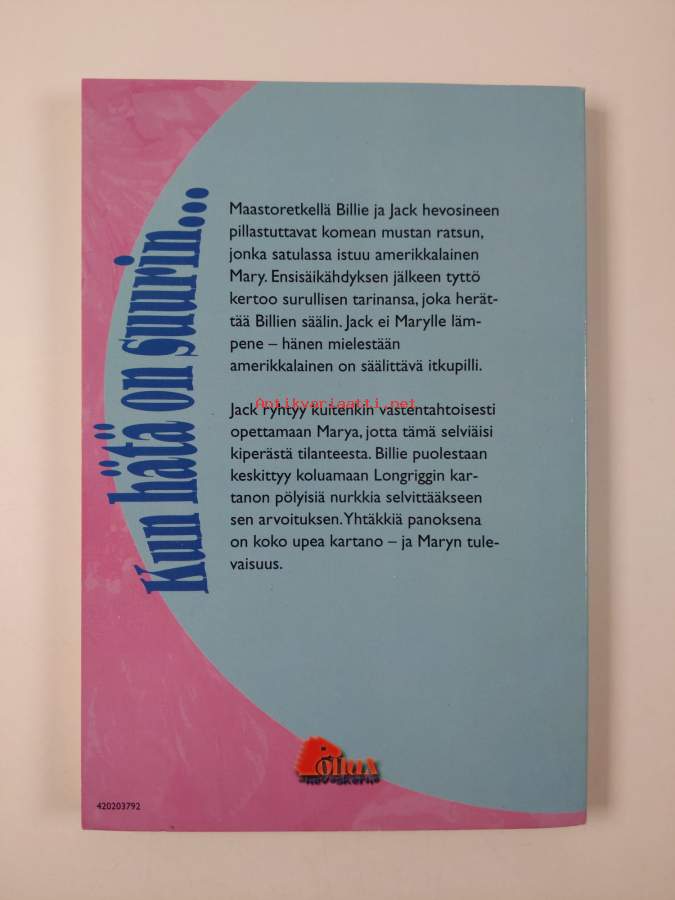 Kun hätä on suurin...
Maastoretkellä Billie ja Jack hevosineen
pillastuttavat komean mustan ratsun,
jonka satulassa istuu amerikkalainen
Mary. Ensisäikähdyksen jälkeen tyttö
kertoo surullisen tarinansa, joka herät-
tää Billien säälin. Jack ei Marylle läm-
pene – hänen mielestään
amerikkalainen on säälittävä itkupilli.
Antikvariaatti.net
Jack ryhtyy kuitenkin vastentahtoisesti
opettamaan Marya, jotta tämä selviäisi
kiperästä tilanteesta. Billie puolestaan
keskittyy koluamaan Longriggin kar-
tanon pölyisiä nurkkia selvittääkseen
sen arvoituksen. Yhtäkkiä panoksena
on koko upea kartano – ja Maryn tule-
vaisuus.
Pollux
hevoskerho
420203792